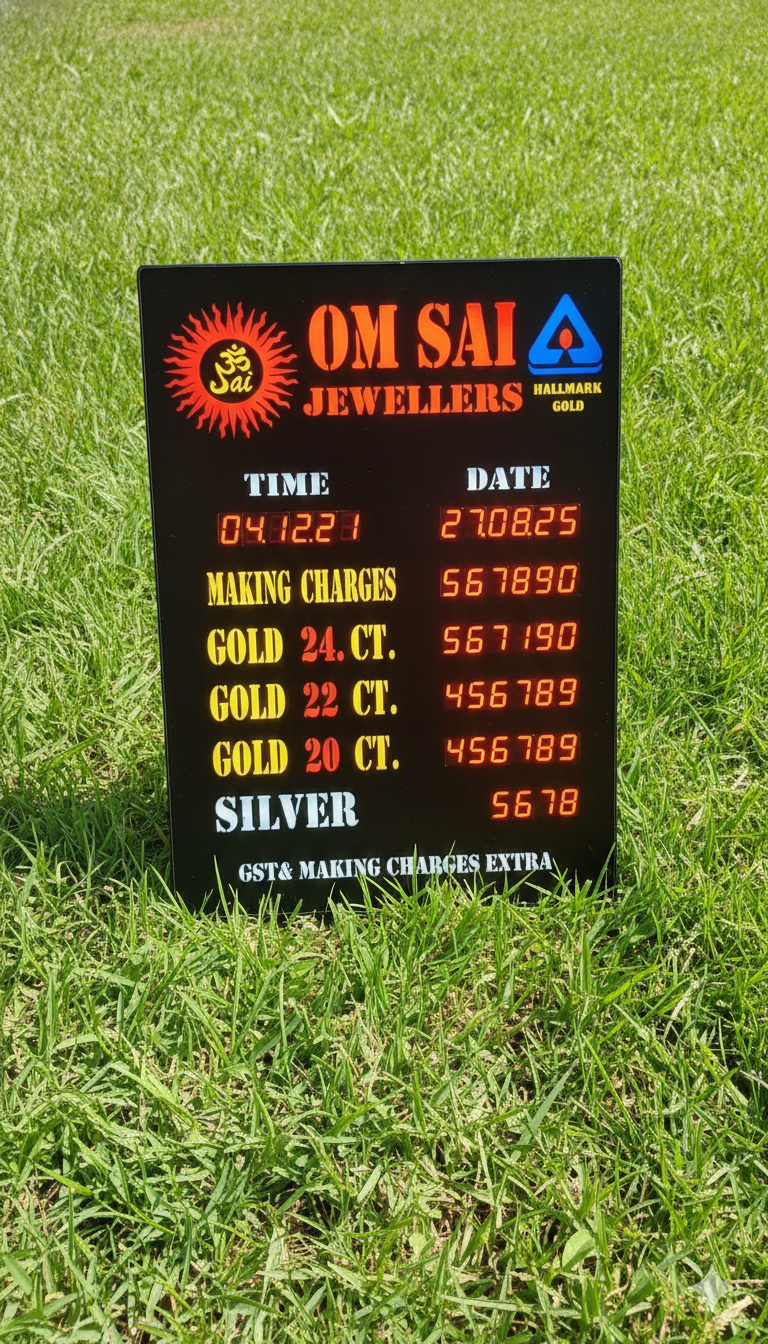 ॐ
Sai
OM SAI
JEWELLERS
HALLMARK
GOLD
TIME DATE
04.12.21 27.08.25
MAKING CHARGES 567890
GOLD 24. CT. 567190
GOLD 22 CT. 456789
GOLD 20 CT. 456789
SILVER 5678
GST& MAKING CHARGES EXTRA